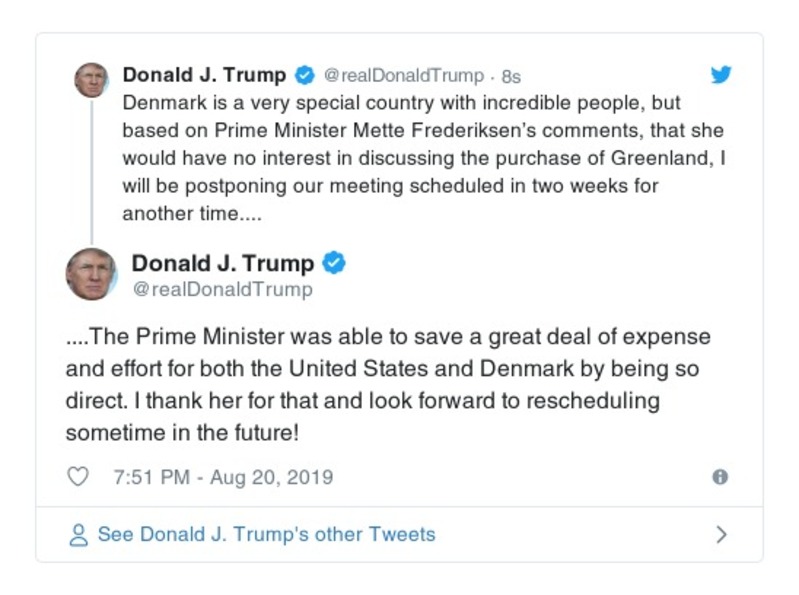 Donald J. Trump @realDonaldTrump · 8s
Denmark is a very special country with incredible people, but
based on Prime Minister Mette Frederiksen’s comments, that she
would have no interest in discussing the purchase of Greenland, I
will be postponing our meeting scheduled in two weeks for
another time....
Donald J. Trump
@realDonaldTrump
....The Prime Minister was able to save a great deal of expense
and effort for both the United States and Denmark by being so
direct. I thank her for that and look forward to rescheduling
sometime in the future!
7:51 PM - Aug 20, 2019
See Donald J. Trump's other Tweets